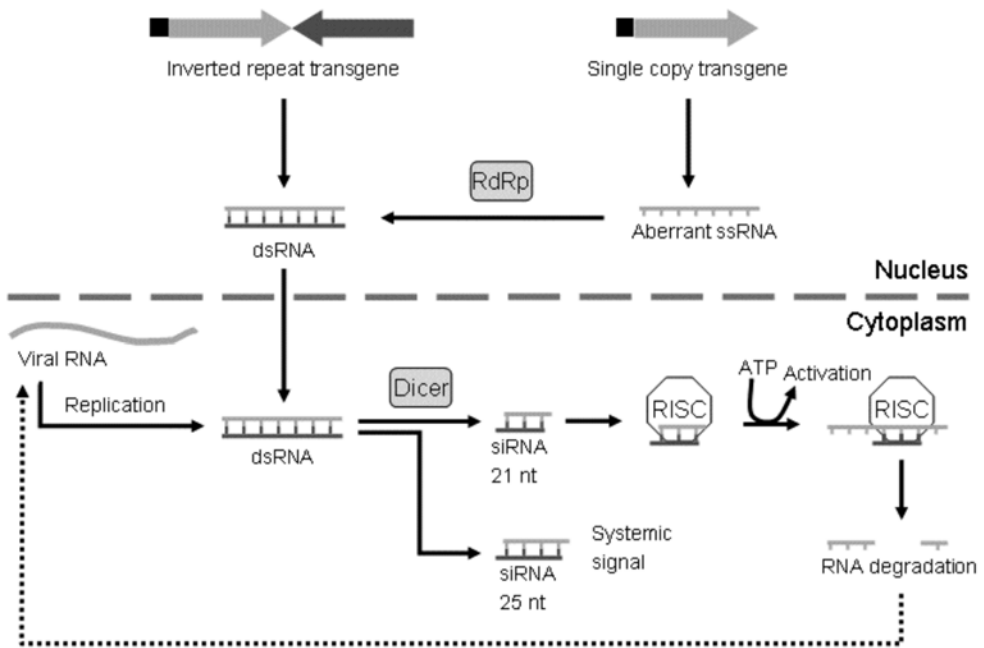 Inverted repeat transgene
Single copy transgene
RdRp
dsRNA
Aberrant ssRNA
Nucleus
Cytoplasm
Viral RNA
Replication
dsRNA
Dicer
siRNA
21 nt
RISC
ATP
Activation
RISC
siRNA
25 nt
Systemic
signal
RNA degradation